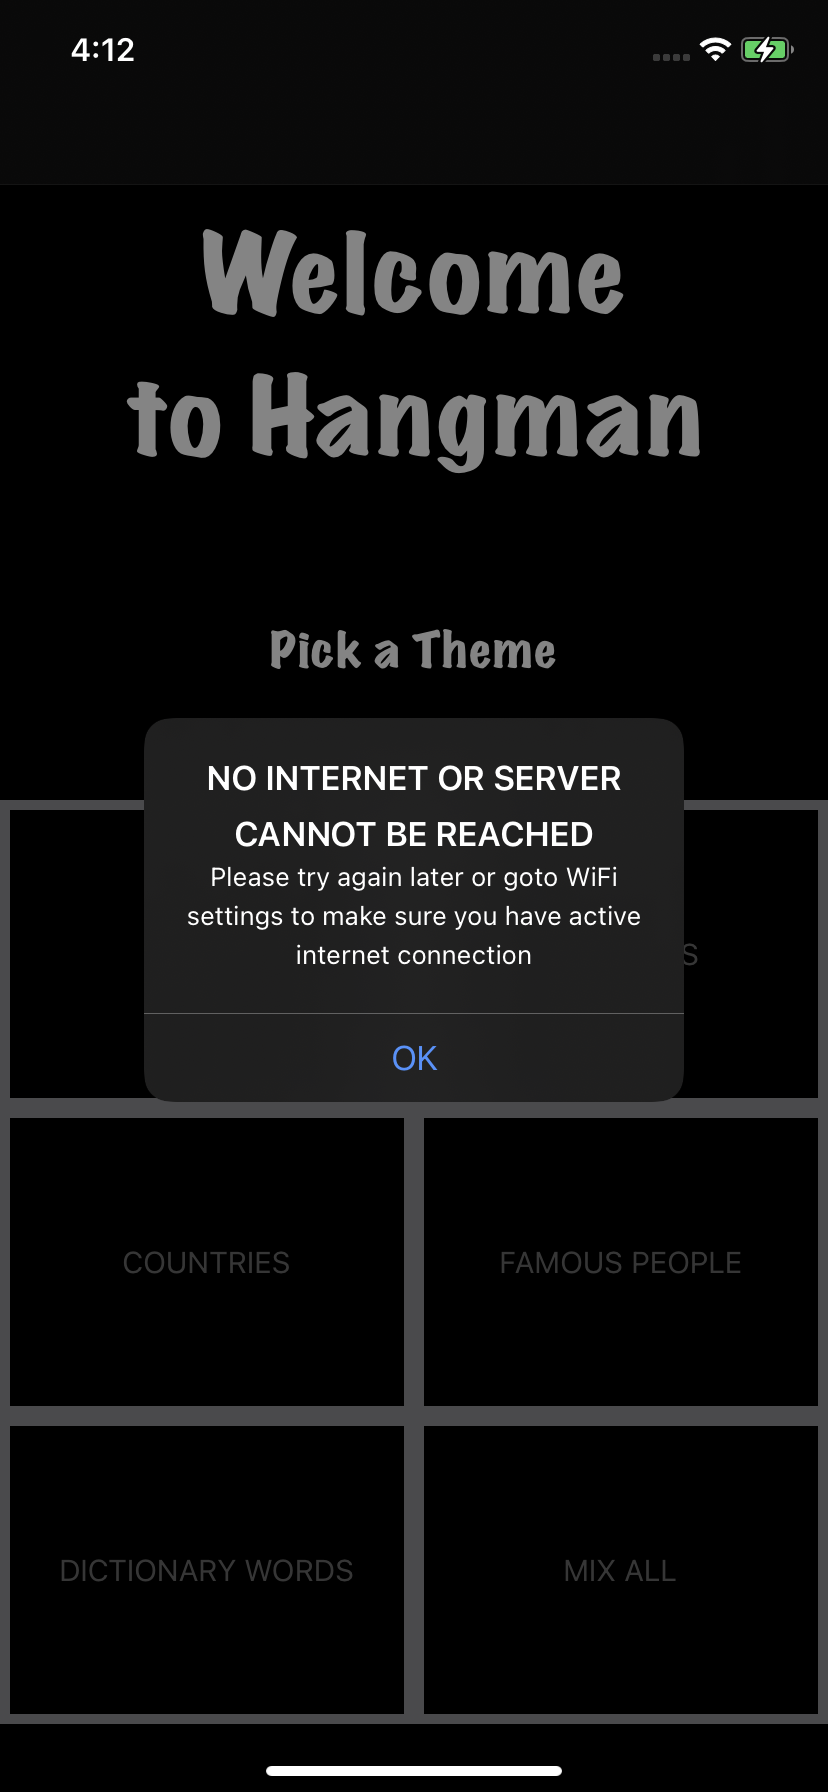 4:12
Welcome
to Hangman
Pick a Theme
NO INTERNET OR SERVER
CANNOT BE REACHED
Please try again later or goto WiFi
settings to make sure you have active
internet connection
OK
COUNTRIES
FAMOUS PEOPLE
DICTIONARY WORDS
MIX ALL